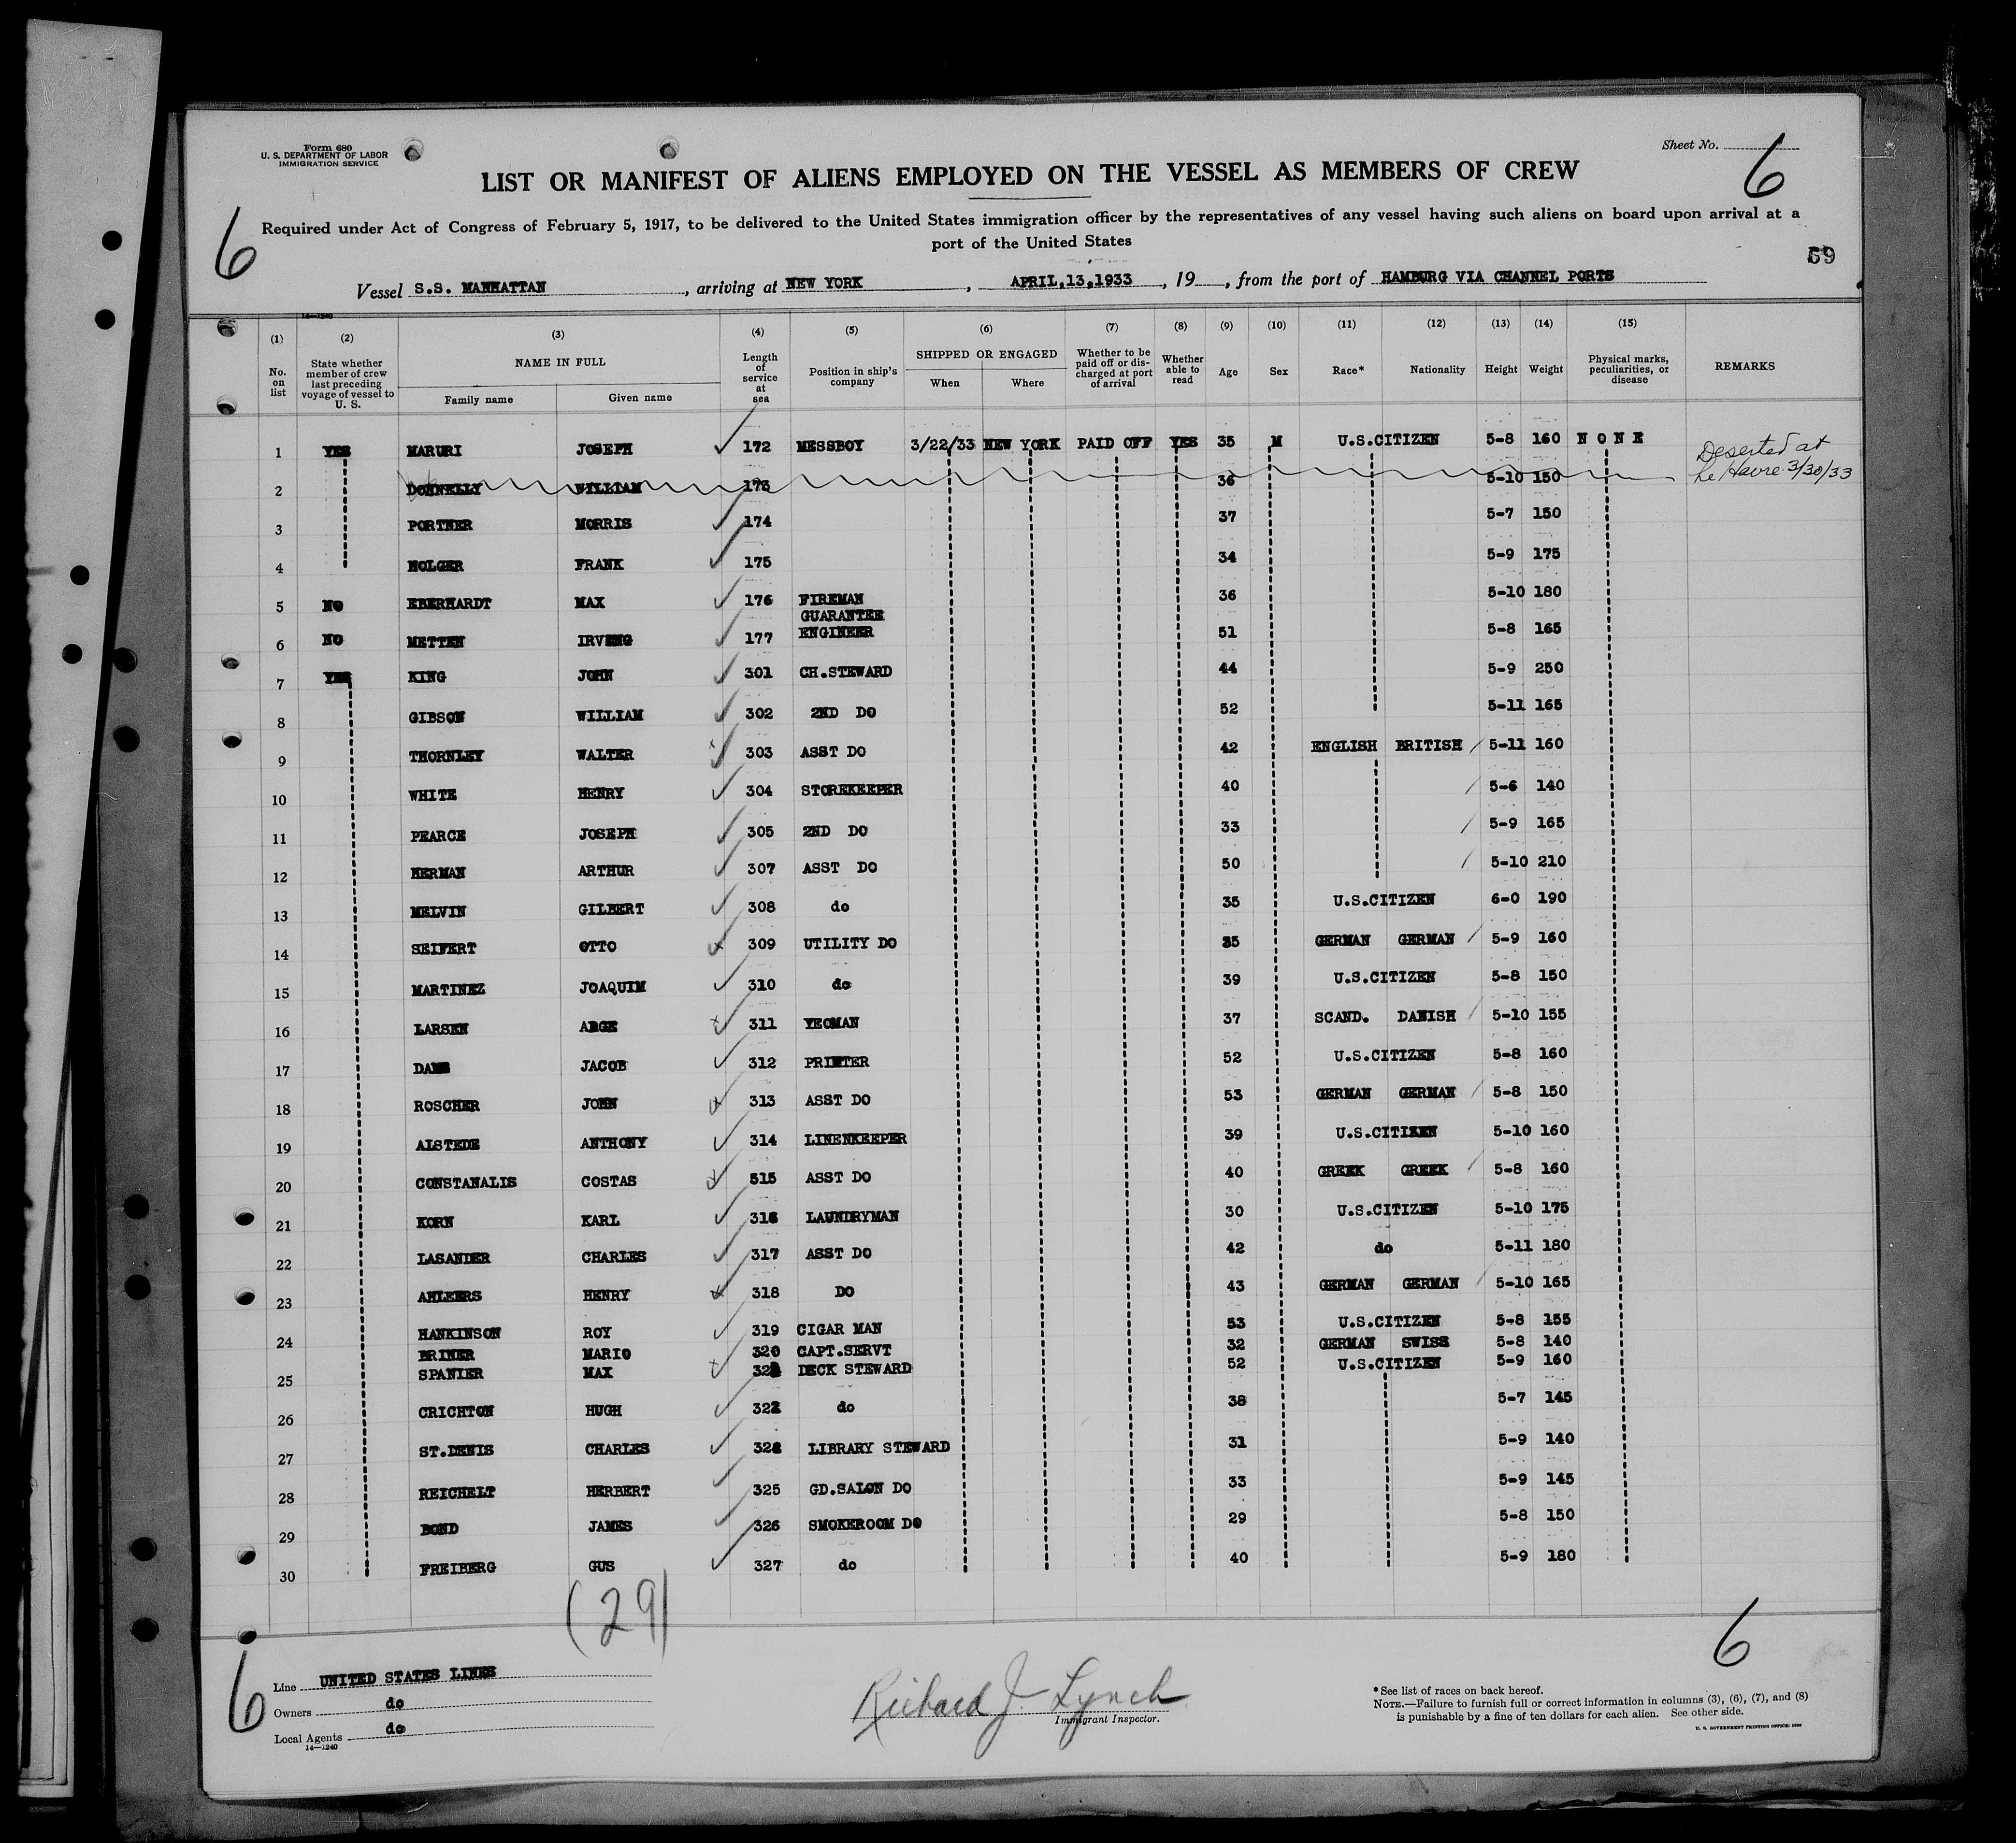 Form 680
U. S. DEPARTMENT OF LABOR
IMMIGRATION SERVICE
Sheet No. 6
LIST OR MANIFEST OF ALIENS EMPLOYED ON THE VESSEL AS MEMBERS OF CREW
6
Required under Act of Congress of February 5, 1917, to be delivered to the United States immigration officer by the representatives of any vessel having such aliens on board upon arrival at a
port of the United States
69
Vessel S.S. MANHATTAN, arriving at NEW YORK, APRIL,13,1933, 19, from the port of HAMBURG VIA CHANNEL PORTS
14—1240
(1) (2) (3) (4) (5) (6) (7) (8) (9) (10) (11) (12) (13) (14) (15)
No. on list
State whether member of crew last preceding voyage of vessel to U. S.
NAME IN FULL
Family name Given name
Length of service at sea
Position in ship's company
SHIPPED OR ENGAGED
When Where
Whether to be paid off or discharged at port of arrival
Whether able to read
Age Sex Race* Nationality Height Weight
Physical marks, peculiarities, or disease
REMARKS
1 YES MARURI JOSEPH 172 MESSBOY 3/22/33 NEW YORK PAID OFF YES 35 M U.S.CITIZEN 5-8 160 NONE
2 DONNELLY WILLIAM 173 36 5-10 150 Deserted at Le Havre 3/30/33
3 PORTNER MORRIS 174 37 5-7 150
4 HOLGER FRANK 175 34 5-9 175
5 NO EBERHARDT MAX 176 FIREMAN 36 5-10 180
6 NO METTEN IRVENG 177 GUARANTEE ENGINEER 51 5-8 165
7 YES KING JOHN 301 CH.STEWARD 44 5-9 250
8 GIBSON WILLIAM 302 2ND DO 52 5-11 165
9 THORNLEY WALTER 303 ASST DO 42 ENGLISH BRITISH 5-11 160
10 WHITE HENRY 304 STOREKEEPER 40 5-6 140
11 PEARCE JOSEPH 305 2ND DO 33 5-9 165
12 HERMAN ARTHUR 307 ASST DO 50 5-10 210
13 MELVIN GILBERT 308 do 35 U.S.CITIZEN 6-0 190
14 SEIFERT OTTO 309 UTILITY DO 35 GERMAN GERMAN 5-9 160
15 MARTINEZ JOAQUIM 310 do 39 U.S.CITIZEN 5-8 150
16 LARSEN 311 YEOMAN 37 SCAND. DANISH 5-10 155
17 JACOB 312 PRINTER 52 U.S.CITIZEN 5-8 160
18 ROSCHER JOHN 313 ASST DO 53 GERMAN GERMAN 5-8 150
19 ALSTEDE ANTHONY 314 LINENKEEPER 39 U.S.CITIZEN 5-10 160
20 CONSTANALIS COSTAS 515 ASST DO 40 GREEK GREEK 5-8 160
21 KORN KARL 316 LAUNDRYMAN 30 U.S.CITIZEN 5-10 175
22 LASANDER CHARLES 317 ASST DO 42 do 5-11 180
23 AHLEERS HENRY 318 DO 43 GERMAN GERMAN 5-10 165
24 HANKINSON ROY 319 CIGAR MAN 53 U.S.CITIZEN 5-8 155
BRINER MARIO 320 CAPT.SERVT 32 GERMAN SWISS 5-8 140
25 SPANIER MAX DECK STEWARD 52 U.S.CITIZEN 5-9 160
26 CRICHTON HUGH 322 do 38 5-7 145
27 ST.DENIS CHARLES LIBRARY STEWARD 31 5-9 140
28 REICHELT HERBERT 325 GD.SALON DO 33 5-9 145
29 BOND JAMES 326 SMOKEROOM DO 29 5-8 150
30 FREIBERG GUS 327 do 40 5-9 180
(29)
6
6
Line UNITED STATES LINES
Owners do
Local Agents do
14—1240
Richard J. Lynch
Immigrant Inspector.
*See list of races on back hereof.
NOTE.—Failure to furnish full or correct information in columns (3), (6), (7), and (8)
is punishable by a fine of ten dollars for each alien. See other side.
U. S. GOVERNMENT PRINTING OFFICE: